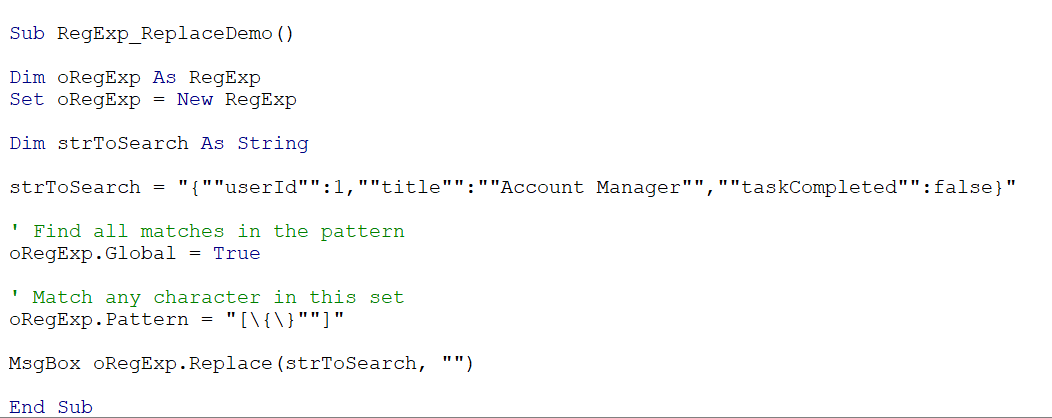 Sub RegExp_ReplaceDemo()
Dim oRegExp As RegExp
Set oRegExp = New RegExp
Dim strToSearch As String
strToSearch = "{""userId"":1,""title"":""Account Manager"",""taskCompleted"":false}"
' Find all matches in the pattern
oRegExp.Global = True
' Match any character in this set
oRegExp.Pattern = "[\{\}""]"
MsgBox oRegExp.Replace(strToSearch, "")
End Sub